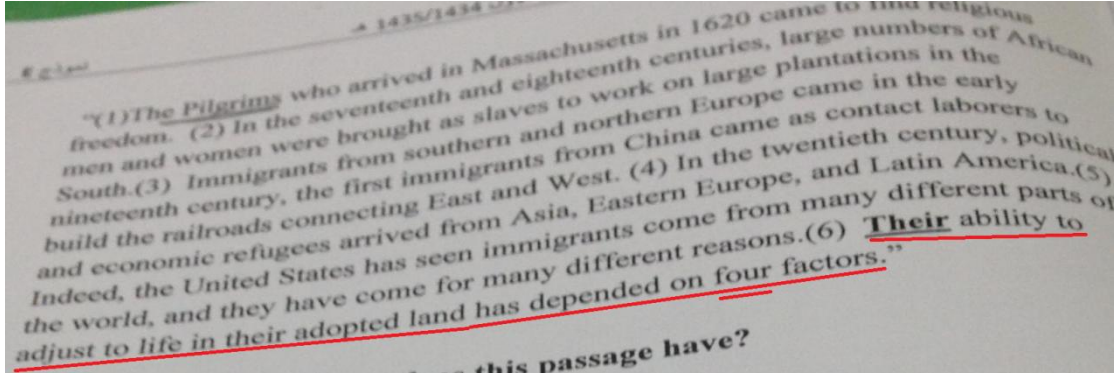 1435/1434 هـ
نموذج ٤
"(1)The Pilgrims who arrived in Massachusetts in 1620 came to find religious
freedom. (2) In the seventeenth and eighteenth centuries, large numbers of African
men and women were brought as slaves to work on large plantations in the
South.(3) Immigrants from southern and northern Europe came in the early
nineteenth century, the first immigrants from China came as contact laborers to
build the railroads connecting East and West. (4) In the twentieth century, political
and economic refugees arrived from Asia, Eastern Europe, and Latin America.(5)
Indeed, the United States has seen immigrants come from many different parts of
the world, and they have come for many different reasons.(6) Their ability to
adjust to life in their adopted land has depended on four factors."
this passage have?